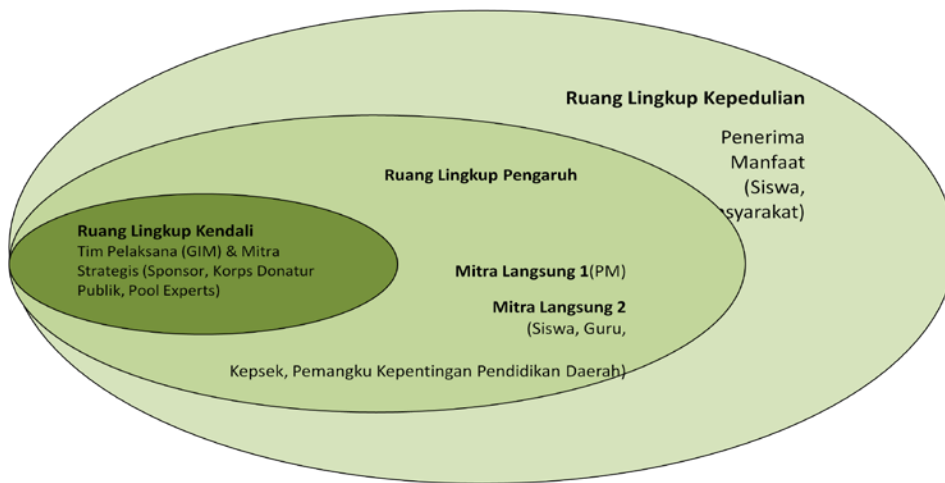 Ruang Lingkup Kepedulian
Penerima
Manfaat
(Siswa,
syarakat)
Ruang Lingkup Pengaruh
Ruang Lingkup Kendali
Tim Pelaksana (GIM) & Mitra
Strategis (Sponsor, Korps Donatur
Publik, Pool Experts)
Mitra Langsung 1(PM)
Mitra Langsung 2
(Siswa, Guru,
Kepsek, Pemangku Kepentingan Pendidikan Daerah)